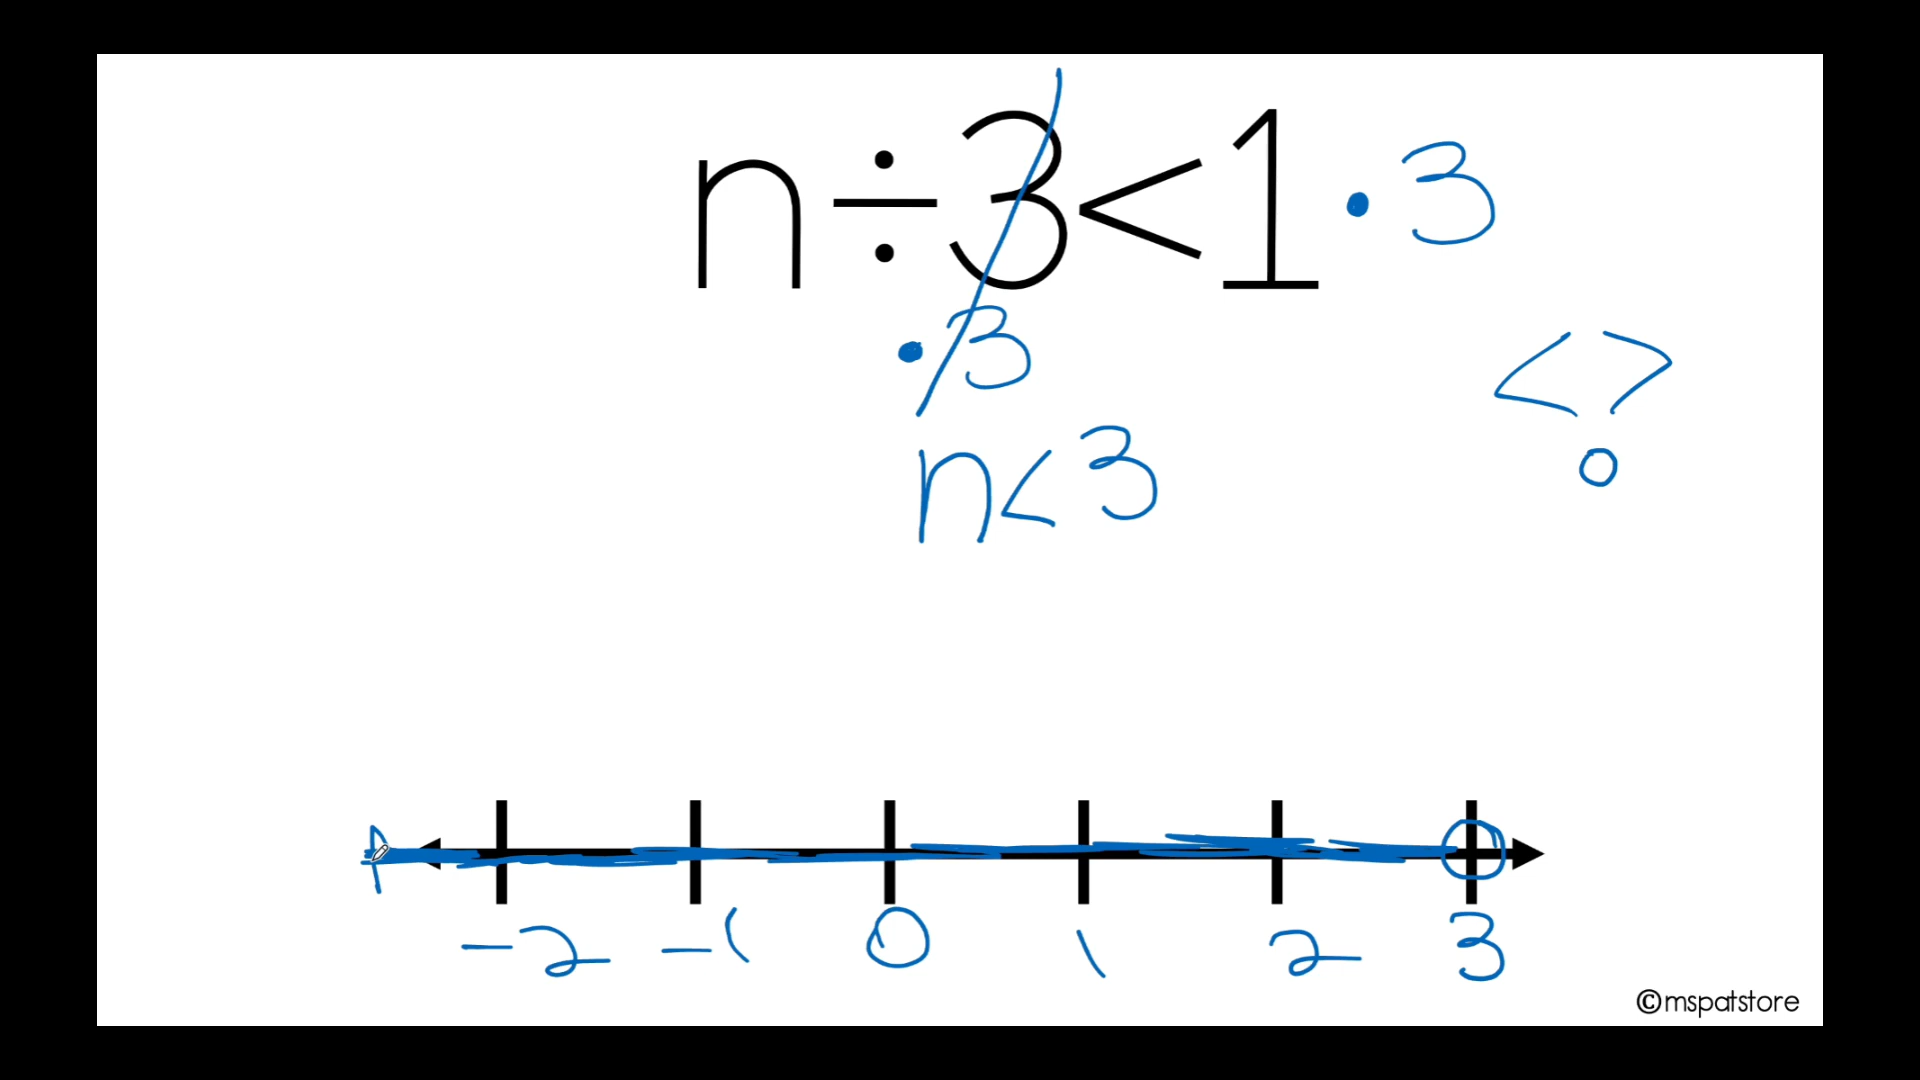 n÷3<1 • 3
• 3
< >
n<3
-2 -1 0 1 2 3
©mspatstore